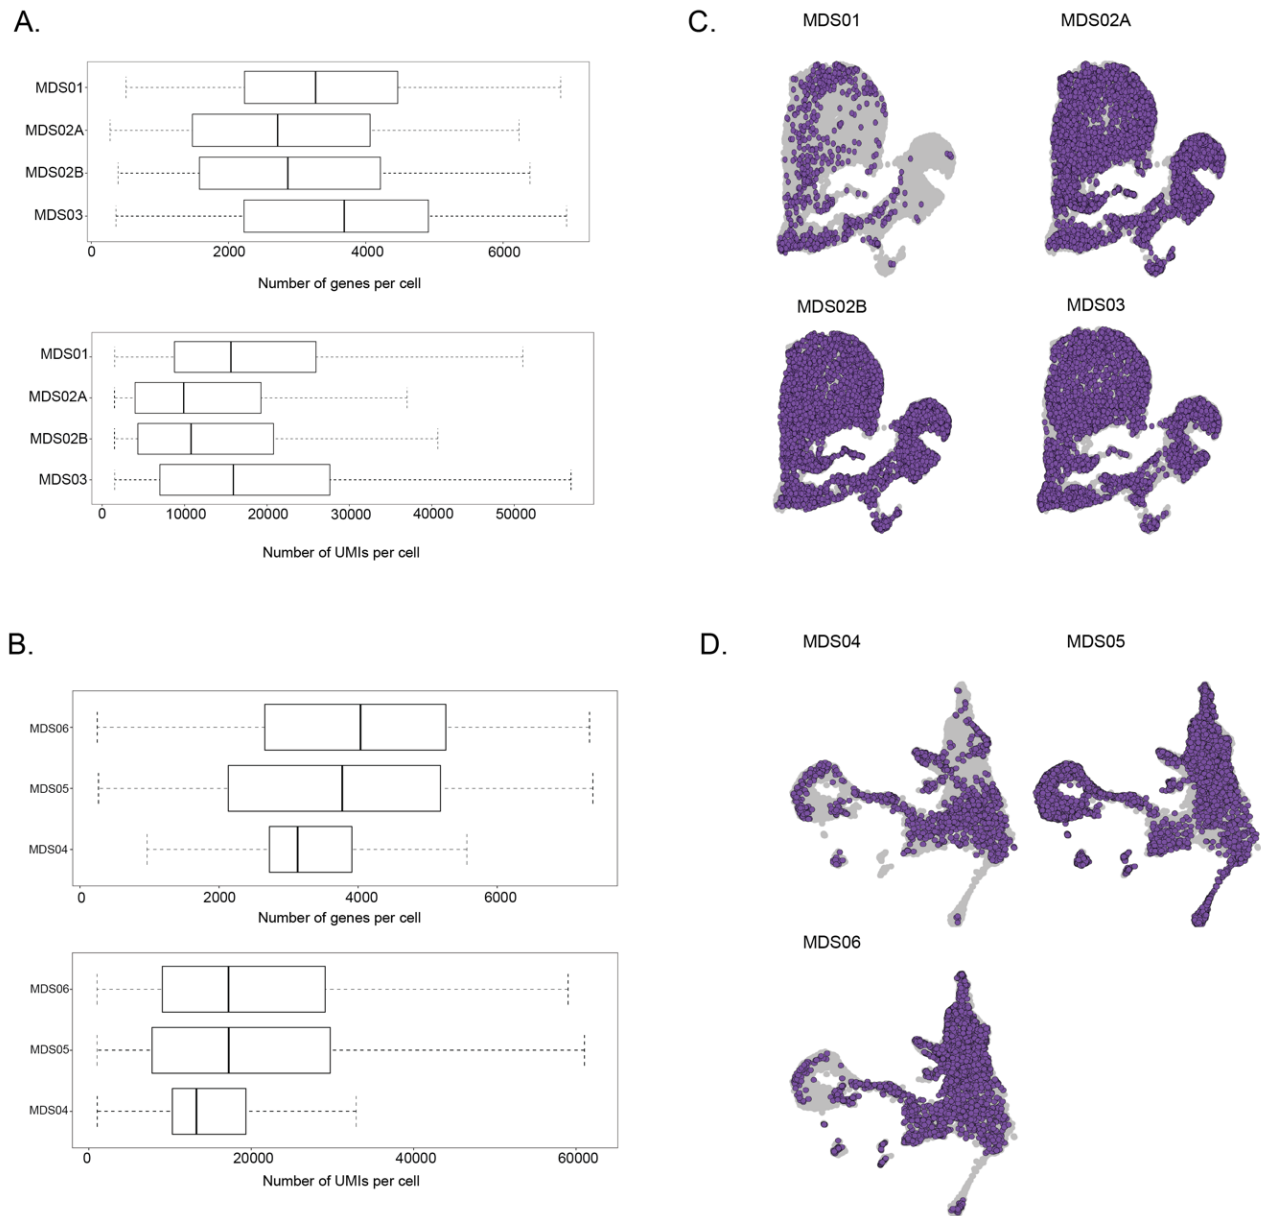 A.
MDS01
MDS02A
MDS02B
MDS03
0 2000 4000 6000
Number of genes per cell
MDS01
MDS02A
MDS02B
MDS03
0 10000 20000 30000 40000 50000
Number of UMIs per cell
C.
MDS01 MDS02A
MDS02B MDS03
B.
MDS06
MDS05
MDS04
0 2000 4000 6000
Number of genes per cell
MDS06
MDS05
MDS04
0 20000 40000 60000
Number of UMIs per cell
D.
MDS04 MDS05
MDS06